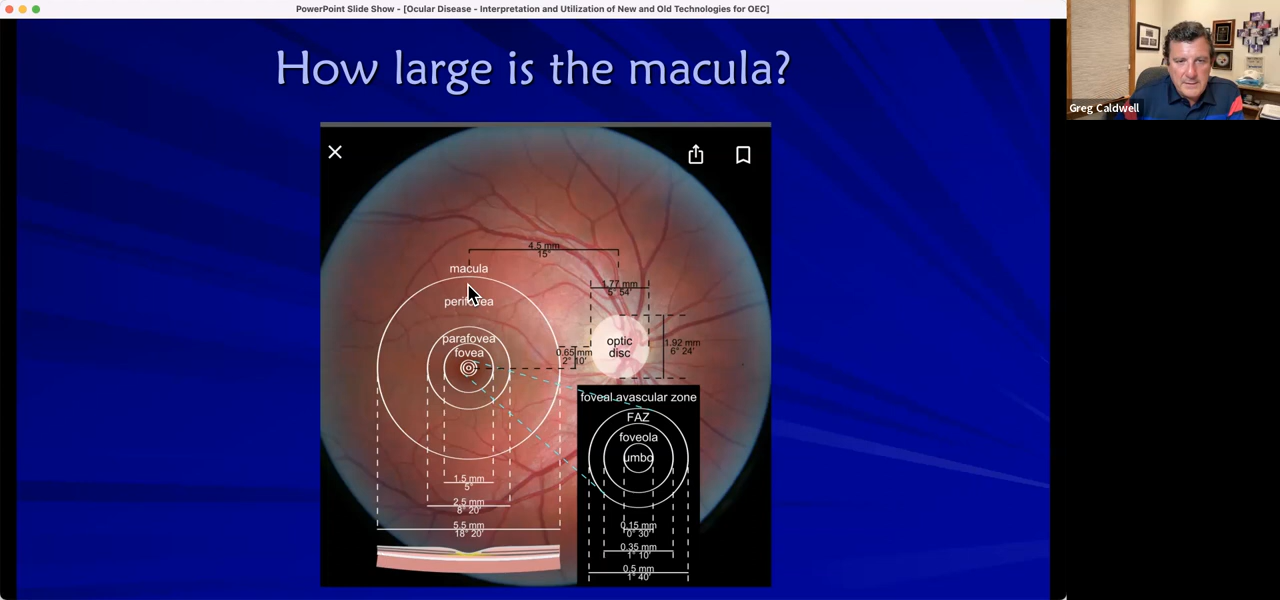 PowerPoint Slide Show - [Ocular Disease - Interpretation and Utilization of New and Old Technologies for OEC]
How large is the macula?
4.5 mm
15°
macula
perifovea
parafovea
fovea
1.77 mm
5° 54'
optic
disc
1.92 mm
6° 24'
0.65 mm
2° 10'
1.5 mm
5°
2.5 mm
8° 20'
5.5 mm
18° 20'
foveal avascular zone
FAZ
foveola
umbo
0.15 mm
0° 30'
0.35 mm
1° 10'
0.5 mm
1° 40'
Greg Caldwell